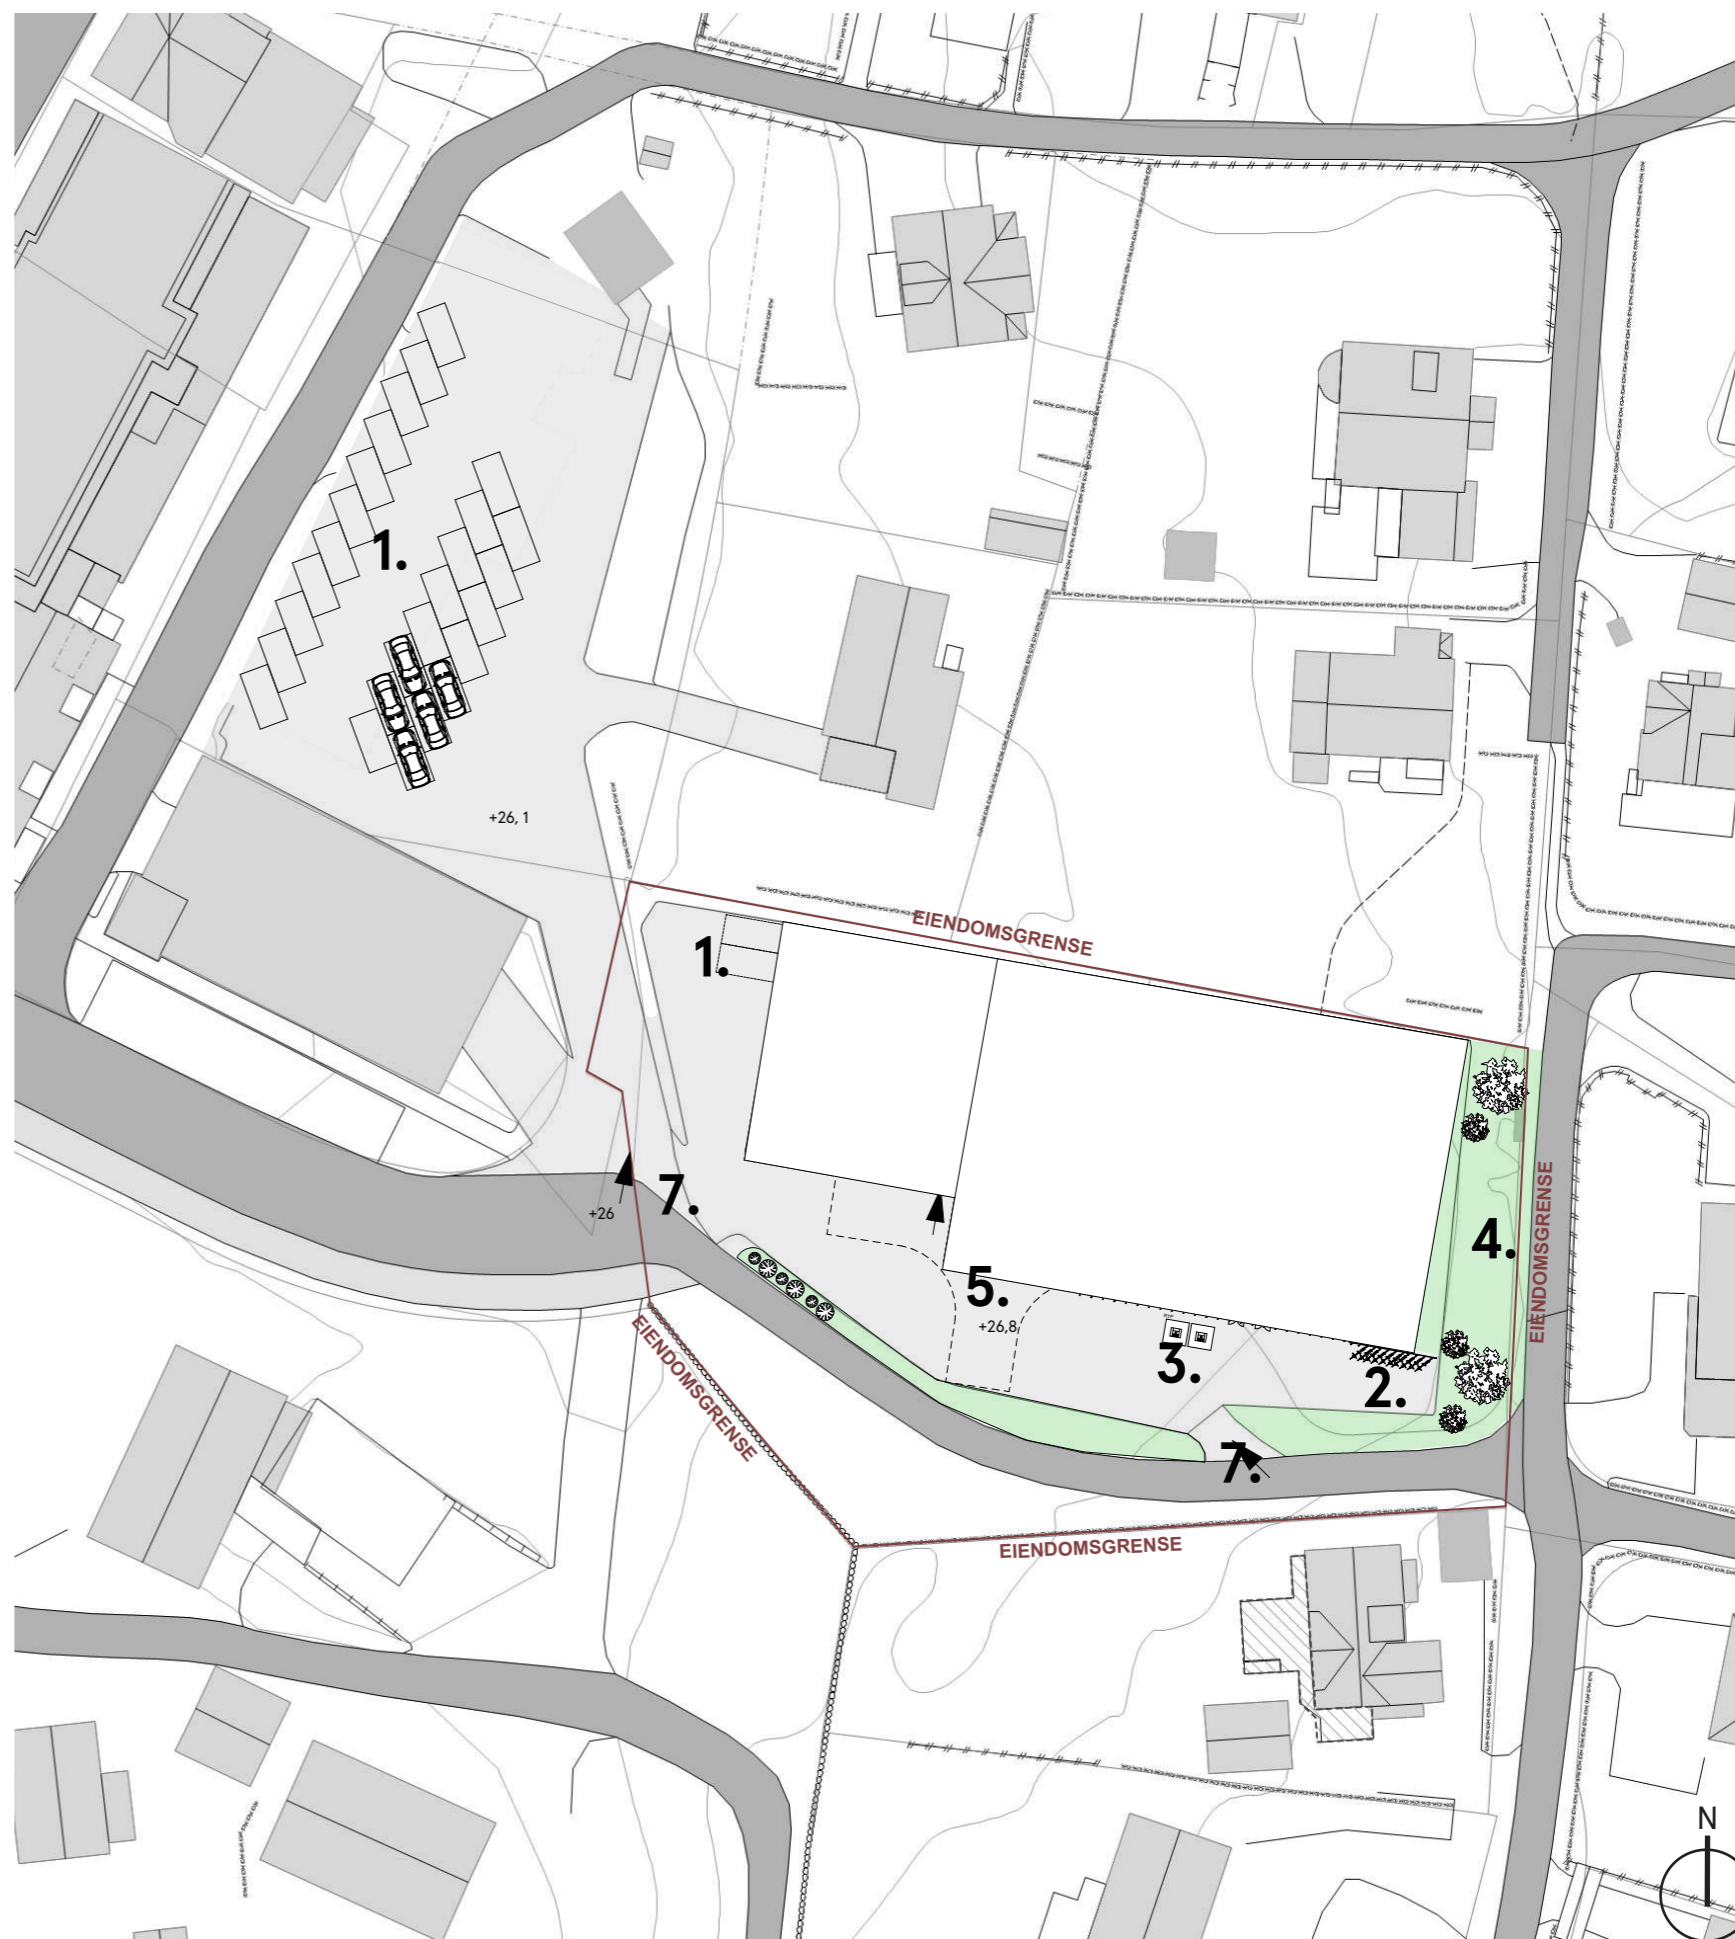 1.
+26, 1
EIENDOMSGRENSE
1.
EIENDOMSGRENSE
7.
+26
4.
5.
+26,8
EIENDOMSGRENSE
3.
2.
7.
EIENDOMSGRENSE
N